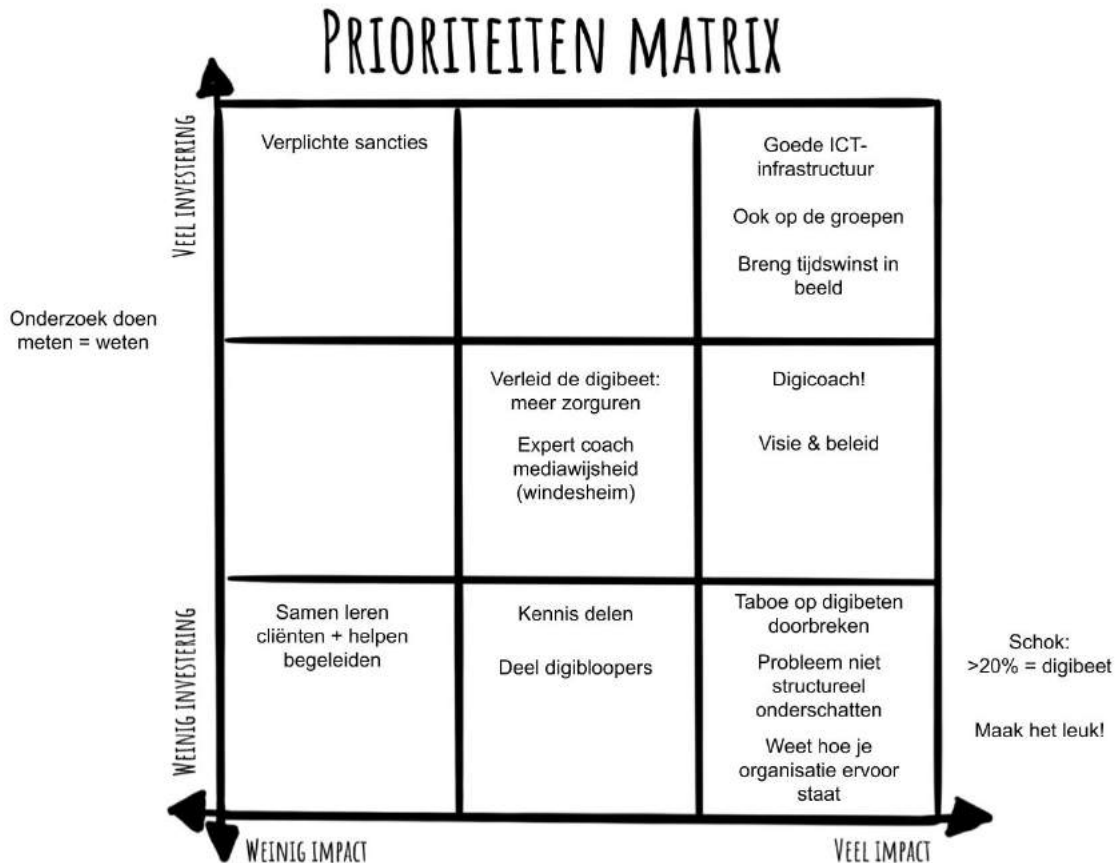 PRIORITEITEN MATRIX
VEEL INVESTERING
Verplichte sancties
Goede ICT-
infrastructuur
Ook op de groepen
Breng tijdswinst in
beeld
Onderzoek doen
meten = weten
Verleid de digibeet:
meer zorguren
Expert coach
mediawijsheid
(windesheim)
Digicoach!
Visie & beleid
WEINIG INVESTERING
Samen leren
cliënten + helpen
begeleiden
Kennis delen
Deel digibloopers
Taboe op digibeten
doorbreken
Probleem niet
structureel
onderschatten
Weet hoe je
organisatie ervoor
staat
Schok:
>20% = digibeet
Maak het leuk!
WEINIG IMPACT
VEEL IMPACT